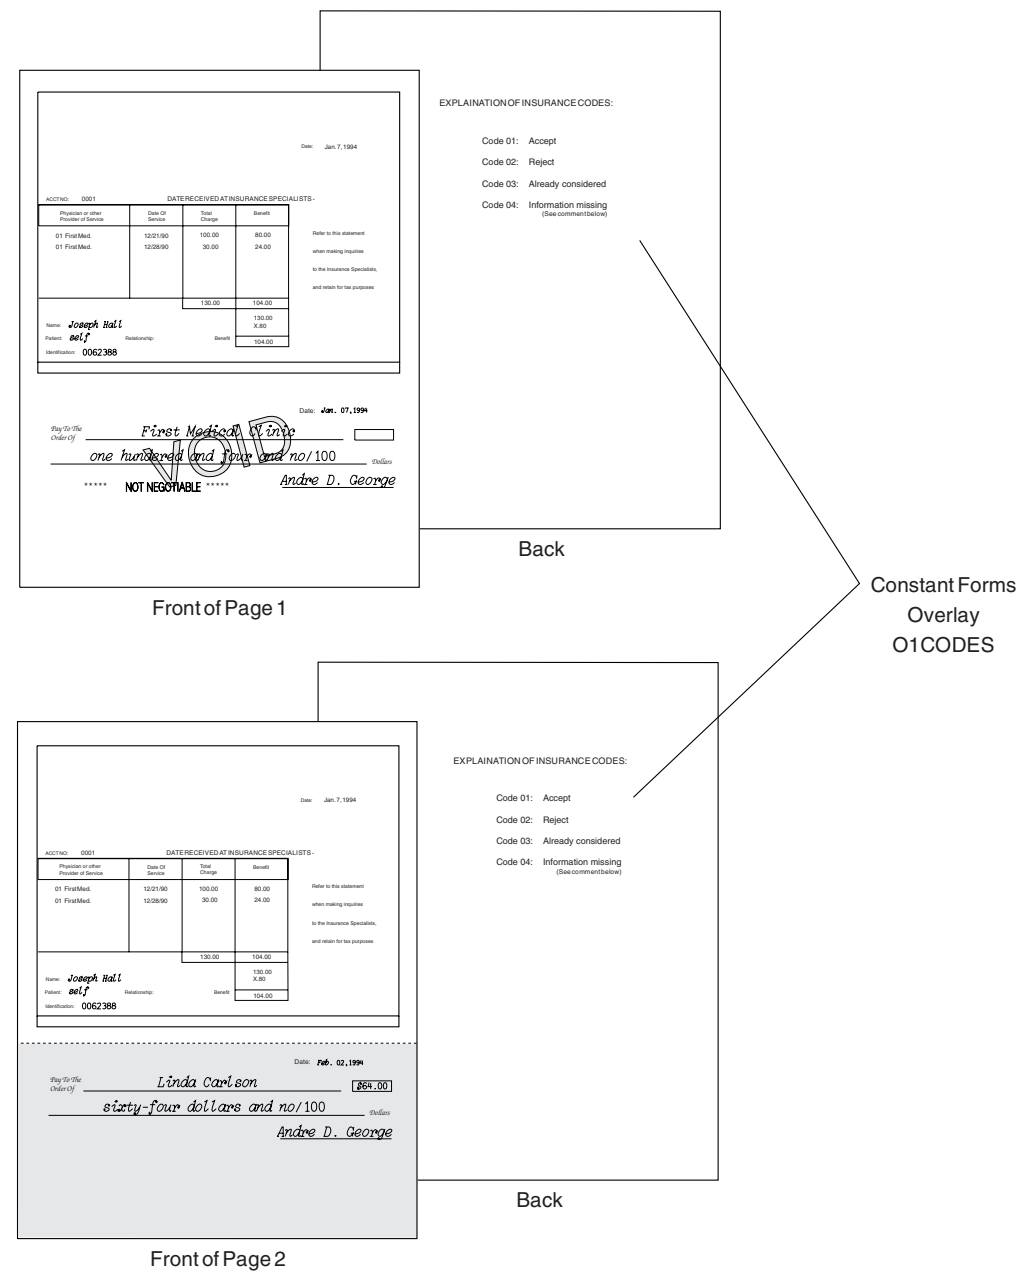 EXPLAINATION OF INSURANCE CODES:
Code 01: Accept
Code 02: Reject
Code 03: Already considered
Code 04: Information missing
(See comment below)
Date: Jan. 7, 1994
ACCT NO: 0001 DATE RECEIVED AT INSURANCE SPECIALISTS -
Physician or other Provider of Service Date Of Service Total Charge Benefit
01 First Med. 12/21/90 100.00 80.00
01 First Med. 12/28/90 30.00 24.00
Refer to this statement
when making inquiries
to the Insurance Specialists,
and retain for tax purposes
130.00 104.00
130.00
X.80
Name: Joseph Hall
Patient: self Relationship: Benefit 104.00
Identification: 0062388
Date: Jan. 07,1994
Pay To The Order Of First Medical Clinic
one hundered and four and no/100 Dollars
VOID
***** NOT NEGOTIABLE *****
Andre D. George
Back
Front of Page 1
Constant Forms
Overlay
O1CODES
EXPLAINATION OF INSURANCE CODES:
Code 01: Accept
Code 02: Reject
Code 03: Already considered
Code 04: Information missing
(See comment below)
Date: Jan. 7, 1994
ACCT NO: 0001 DATE RECEIVED AT INSURANCE SPECIALISTS -
Physician or other Provider of Service Date Of Service Total Charge Benefit
01 First Med. 12/21/90 100.00 80.00
01 First Med. 12/28/90 30.00 24.00
Refer to this statement
when making inquiries
to the Insurance Specialists,
and retain for tax purposes
130.00 104.00
130.00
X.80
Name: Joseph Hall
Patient: self Relationship: Benefit 104.00
Identification: 0062388
Date: Feb. 02,1994
Pay To The Order Of Linda Carlson $64.00
sixty-four dollars and no/100 Dollars
Andre D. George
Back
Front of Page 2